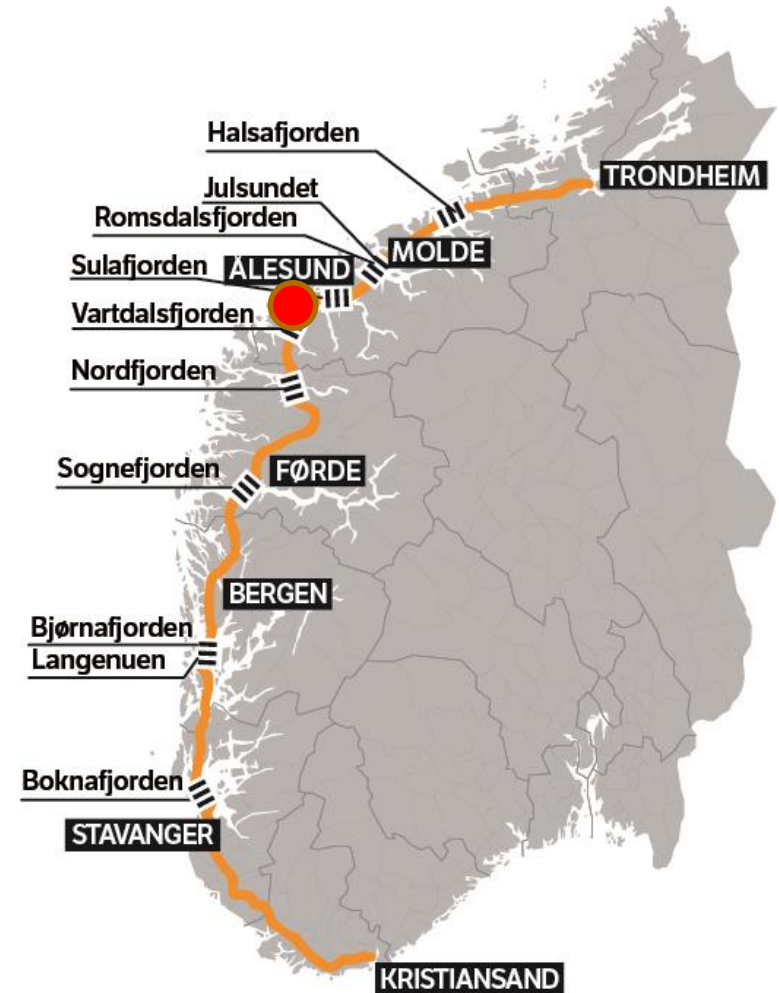 Halsafjorden
TRONDHEIM
Julsundet
Romsdalsfjorden
MOLDE
Sulafjorden
ÅLESUND
Vartdalsfjorden
Nordfjorden
Sognefjorden
FØRDE
BERGEN
Bjørnafjorden
Langenuen
Boknafjorden
STAVANGER
KRISTIANSAND